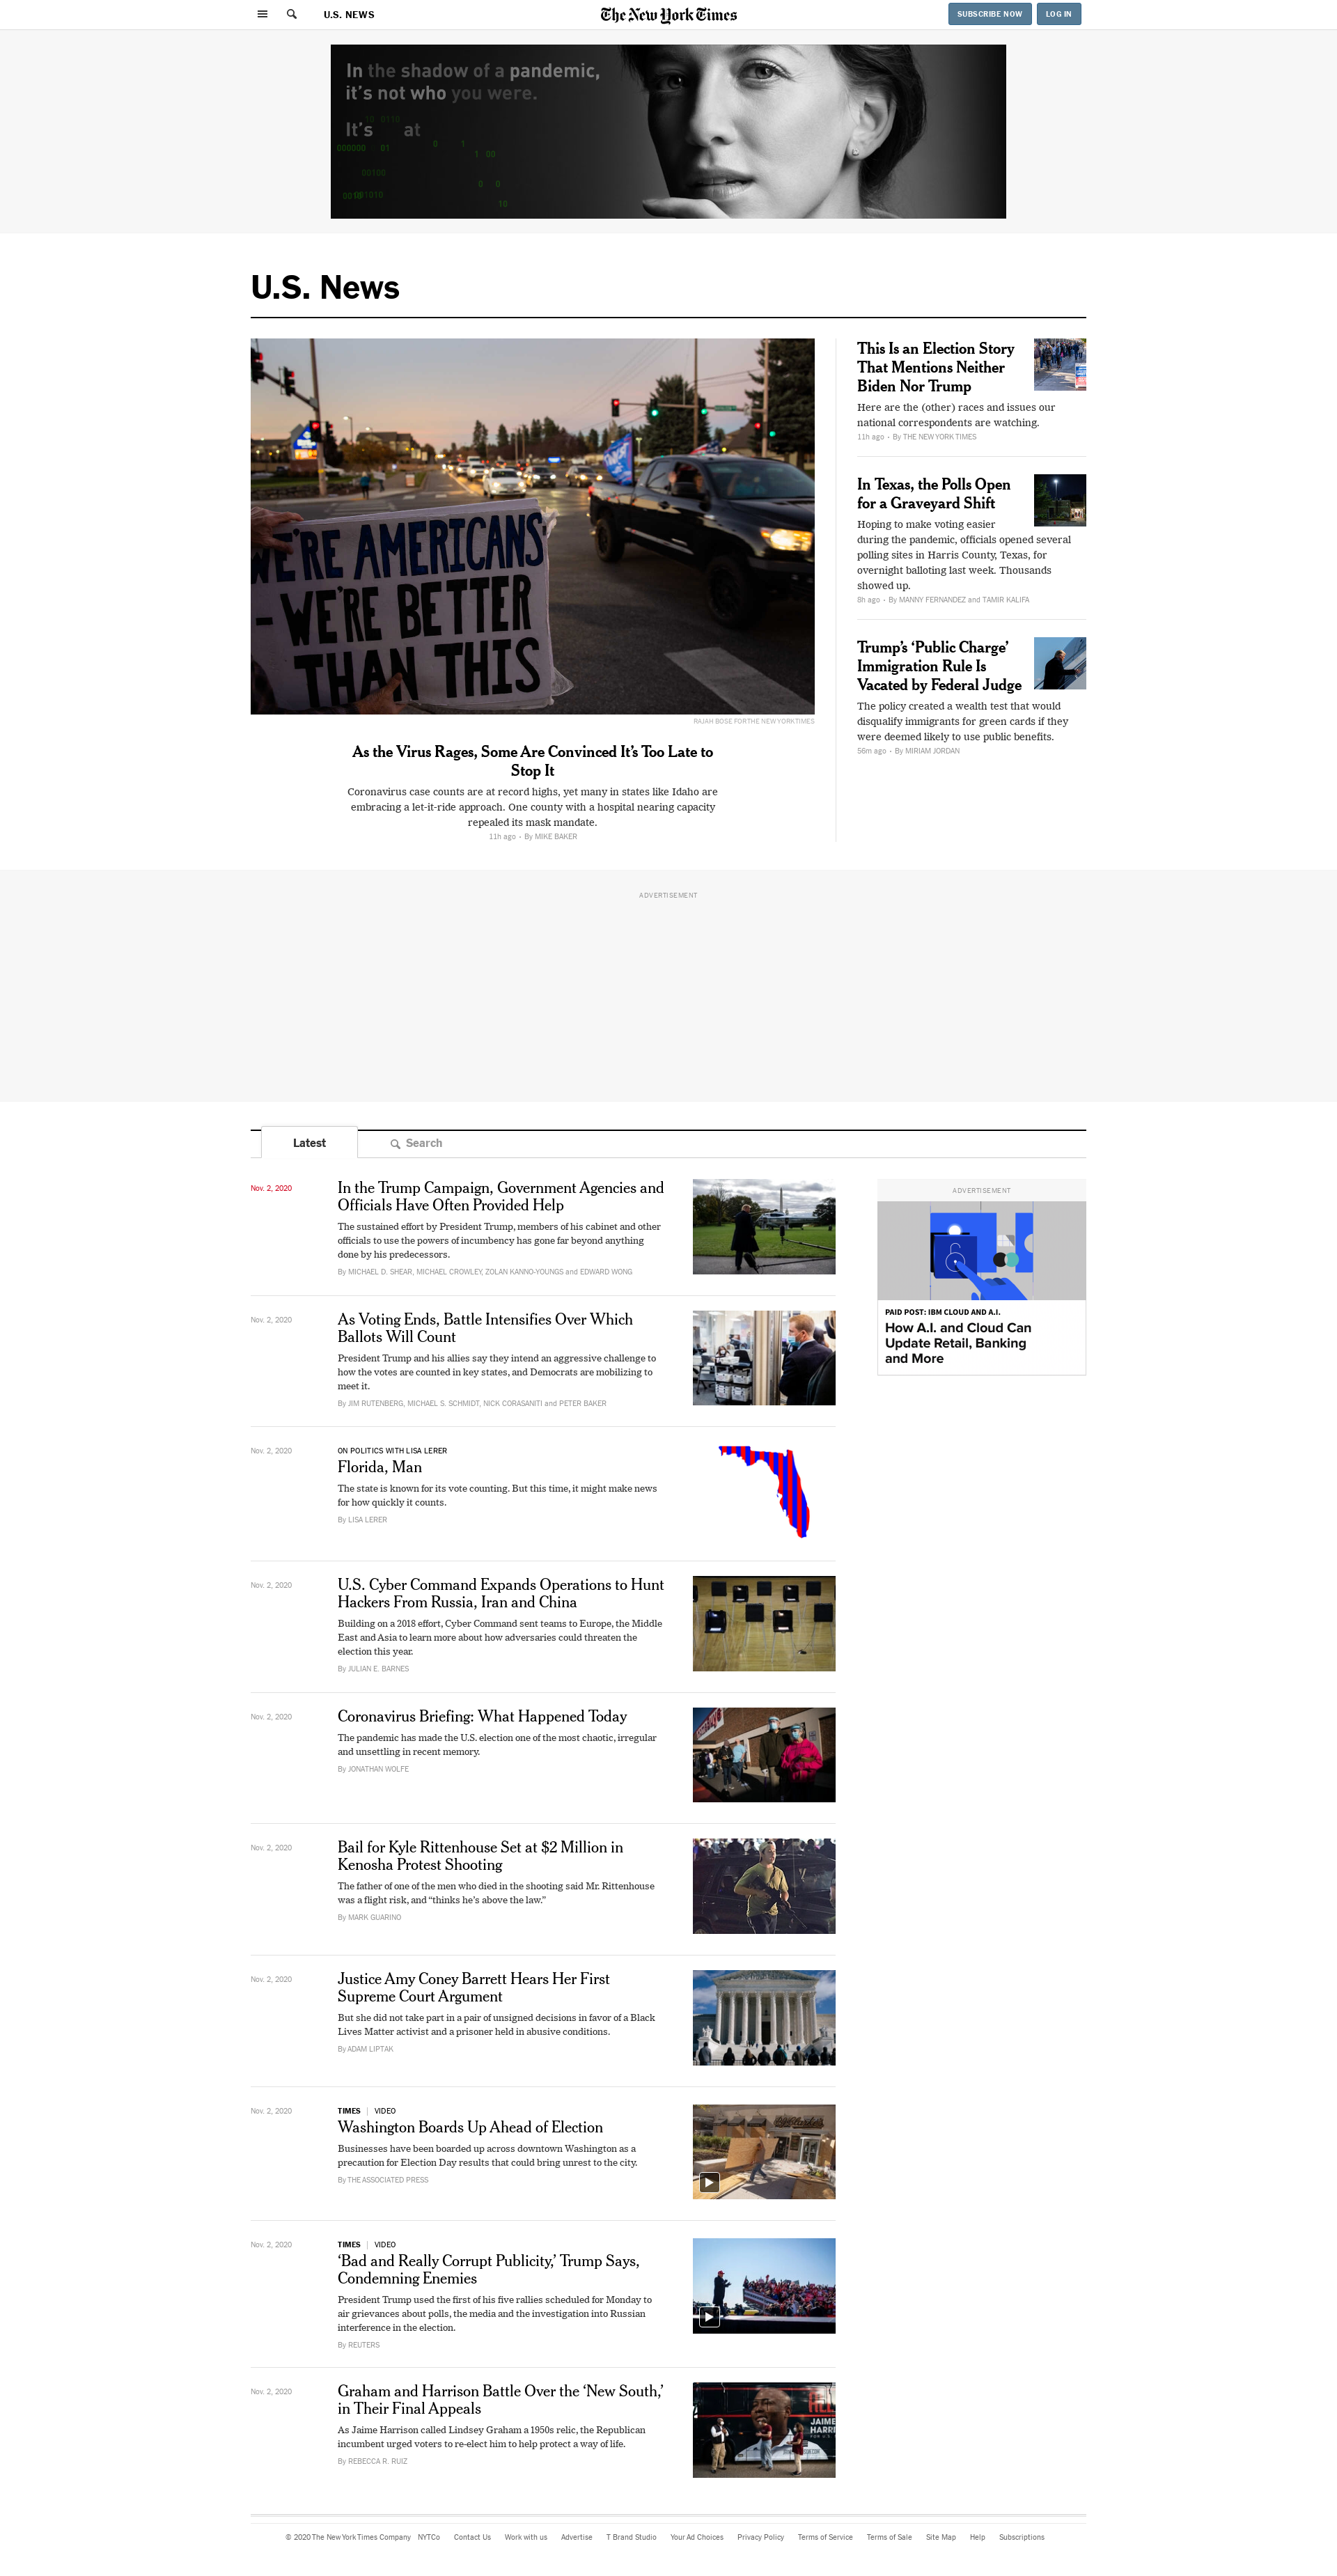 U.S. NEWS
The New York Times
SUBSCRIBE NOW
LOG IN
In the shadow of a pandemic,
it's not who you were.
It's at
U.S. News
WE'RE AMERICANS
-WE'RE BETTER
THAN THIS
RAJAH BOSE FOR THE NEW YORK TIMES
As the Virus Rages, Some Are Convinced It's Too Late to
Stop It
Coronavirus case counts are at record highs, yet many in states like Idaho are
embracing a let-it-ride approach. One county with a hospital nearing capacity
repealed its mask mandate.
11h ago • By MIKE BAKER
This Is an Election Story
That Mentions Neither
Biden Nor Trump
Here are the (other) races and issues our
national correspondents are watching.
11h ago • By THE NEW YORK TIMES
In Texas, the Polls Open
for a Graveyard Shift
Hoping to make voting easier
during the pandemic, officials opened several
polling sites in Harris County, Texas, for
overnight balloting last week. Thousands
showed up.
8h ago • By MANNY FERNANDEZ and TAMIR KALIFA
Trump's 'Public Charge'
Immigration Rule Is
Vacated by Federal Judge
The policy created a wealth test that would
disqualify immigrants for green cards if they
were deemed likely to use public benefits.
56m ago • By MIRIAM JORDAN
ADVERTISEMENT
Latest
Search
Nov. 2, 2020
In the Trump Campaign, Government Agencies and
Officials Have Often Provided Help
The sustained effort by President Trump, members of his cabinet and other
officials to use the powers of incumbency has gone far beyond anything
done by his predecessors.
By MICHAEL D. SHEAR, MICHAEL CROWLEY, ZOLAN KANNO-YOUNGS and EDWARD WONG
ADVERTISEMENT
PAID POST: IBM CLOUD AND A.I.
How A.I. and Cloud Can
Update Retail, Banking
and More
Nov. 2, 2020
As Voting Ends, Battle Intensifies Over Which
Ballots Will Count
President Trump and his allies say they intend an aggressive challenge to
how the votes are counted in key states, and Democrats are mobilizing to
meet it.
By JIM RUTENBERG, MICHAEL S. SCHMIDT, NICK CORASANITI and PETER BAKER
Nov. 2, 2020
ON POLITICS WITH LISA LERER
Florida, Man
The state is known for its vote counting. But this time, it might make news
for how quickly it counts.
By LISA LERER
Nov. 2, 2020
U.S. Cyber Command Expands Operations to Hunt
Hackers From Russia, Iran and China
Building on a 2018 effort, Cyber Command sent teams to Europe, the Middle
East and Asia to learn more about how adversaries could threaten the
election this year.
By JULIAN E. BARNES
Nov. 2, 2020
Coronavirus Briefing: What Happened Today
The pandemic has made the U.S. election one of the most chaotic, irregular
and unsettling in recent memory.
By JONATHAN WOLFE
Nov. 2, 2020
Bail for Kyle Rittenhouse Set at $2 Million in
Kenosha Protest Shooting
The father of one of the men who died in the shooting said Mr. Rittenhouse
was a flight risk, and "thinks he's above the law."
By MARK GUARINO
Nov. 2, 2020
Justice Amy Coney Barrett Hears Her First
Supreme Court Argument
But she did not take part in a pair of unsigned decisions in favor of a Black
Lives Matter activist and a prisoner held in abusive conditions.
By ADAM LIPTAK
Nov. 2, 2020
TIMES | VIDEO
Washington Boards Up Ahead of Election
Businesses have been boarded up across downtown Washington as a
precaution for Election Day results that could bring unrest to the city.
By THE ASSOCIATED PRESS
Nov. 2, 2020
TIMES | VIDEO
'Bad and Really Corrupt Publicity,' Trump Says,
Condemning Enemies
President Trump used the first of his five rallies scheduled for Monday to
air grievances about polls, the media and the investigation into Russian
interference in the election.
By REUTERS
Nov. 2, 2020
Graham and Harrison Battle Over the 'New South,'
in Their Final Appeals
As Jaime Harrison called Lindsey Graham a 1950s relic, the Republican
incumbent urged voters to re-elect him to help protect a way of life.
By REBECCA R. RUIZ
JAIME
© 2020 The New York Times Company NYTCo Contact Us Work with us Advertise T Brand Studio Your Ad Choices Privacy Policy Terms of Service Terms of Sale Site Map Help Subscriptions